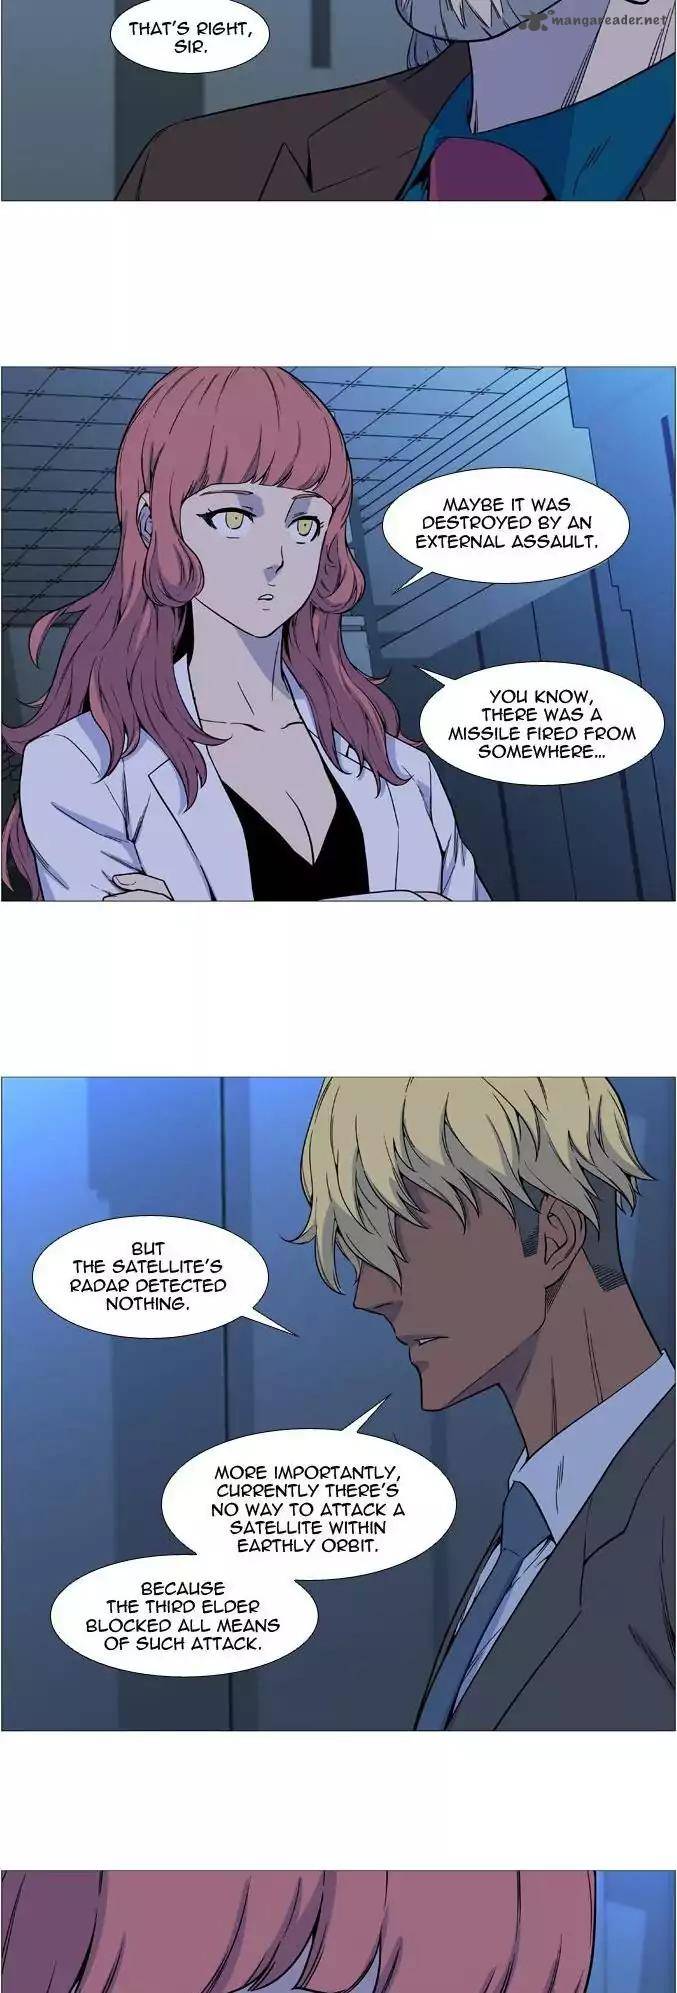 mangareader.net
THAT'S RIGHT,
SIR.
MAYBE IT WAS
DESTROYED BY AN
EXTERNAL ASSAULT.
YOU KNOW,
THERE WAS A
MISSILE FIRED FROM
SOMEWHERE...
BUT
THE SATELLITE'S
RADAR DETECTED
NOTHING.
MORE IMPORTANTLY,
CURRENTLY THERE'S
NO WAY TO ATTACK A
SATELLITE WITHIN
EARTHLY ORBIT.
BECAUSE
THE THIRD ELDER
BLOCKED ALL MEANS
OF SUCH ATTACK.